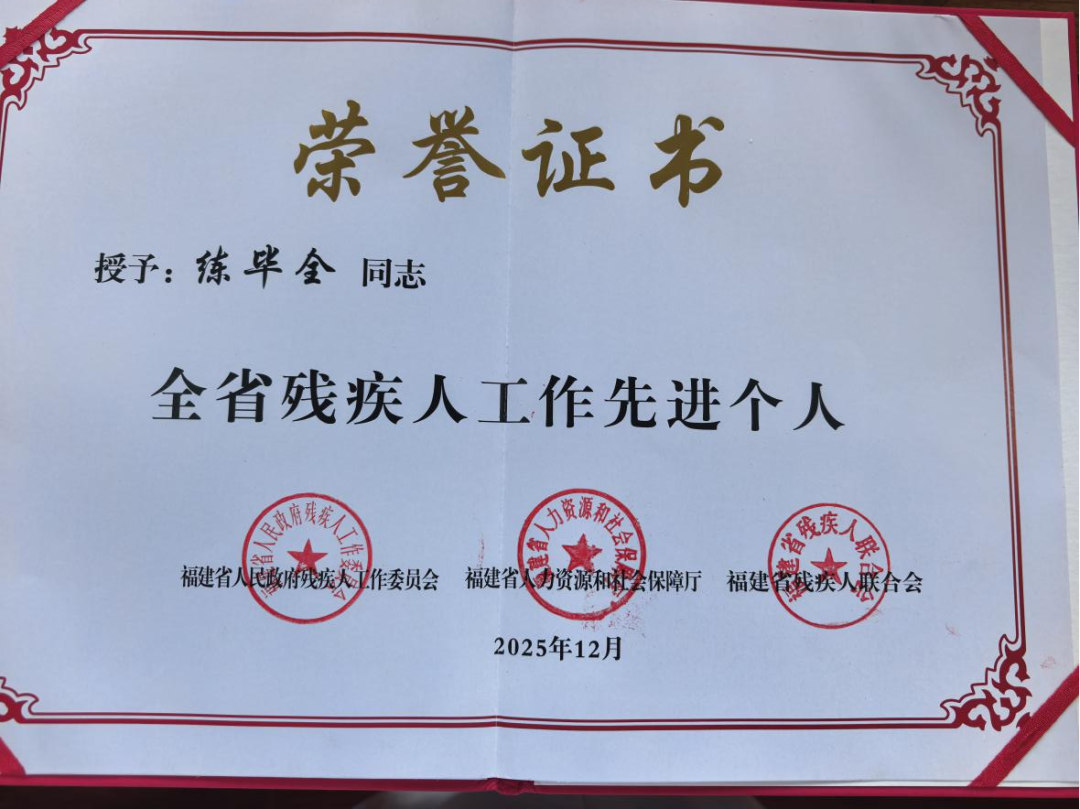 荣誉证书
授予：练毕全 同志
全省残疾人工作先进个人
福建省人民政府残疾人工作委员会 福建省人力资源和社会保障厅 福建省残疾人联合会
2025年12月